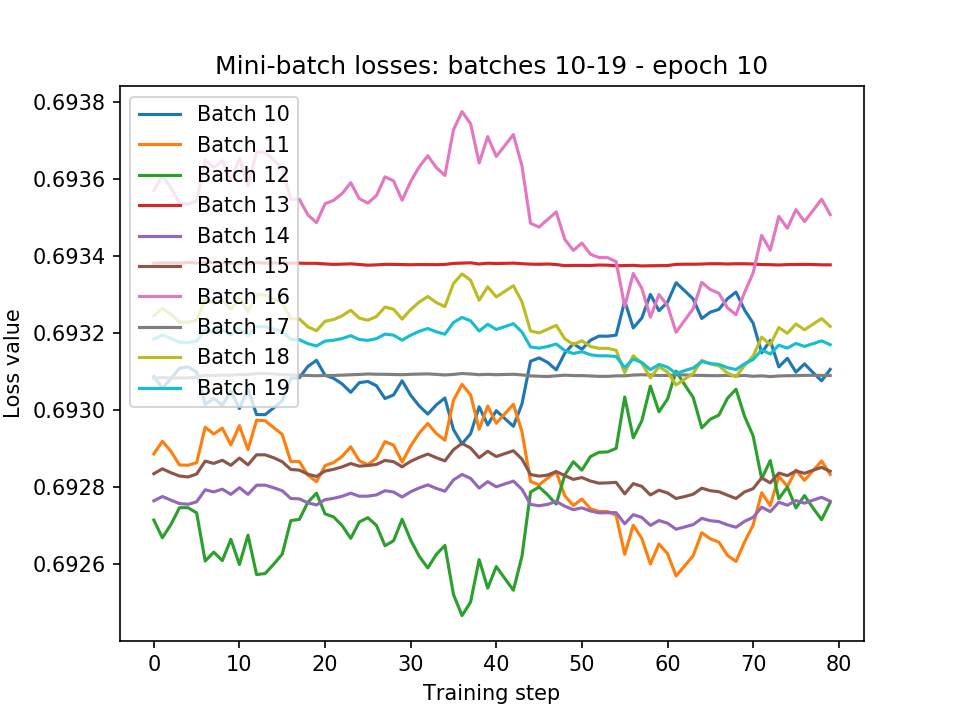 Mini-batch losses: batches 10-19 - epoch 10
Loss value
0.6938
0.6936
0.6934
0.6932
0.6930
0.6928
0.6926
Batch 10
Batch 11
Batch 12
Batch 13
Batch 14
Batch 15
Batch 16
Batch 17
Batch 18
Batch 19
0 10 20 30 40 50 60 70 80
Training step